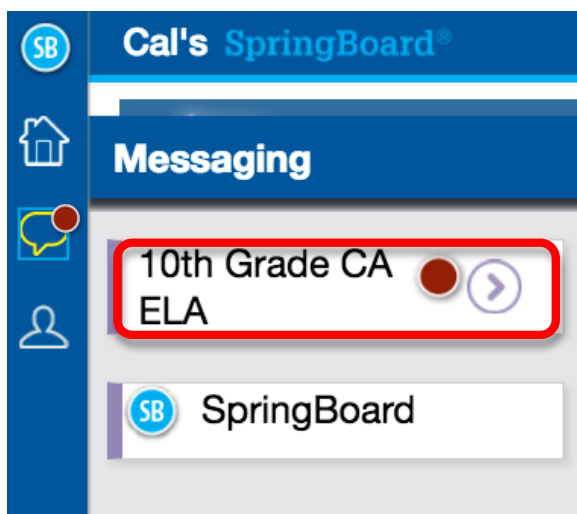 SB
Cal's SpringBoard®
Messaging
10th Grade CA
ELA
SB SpringBoard